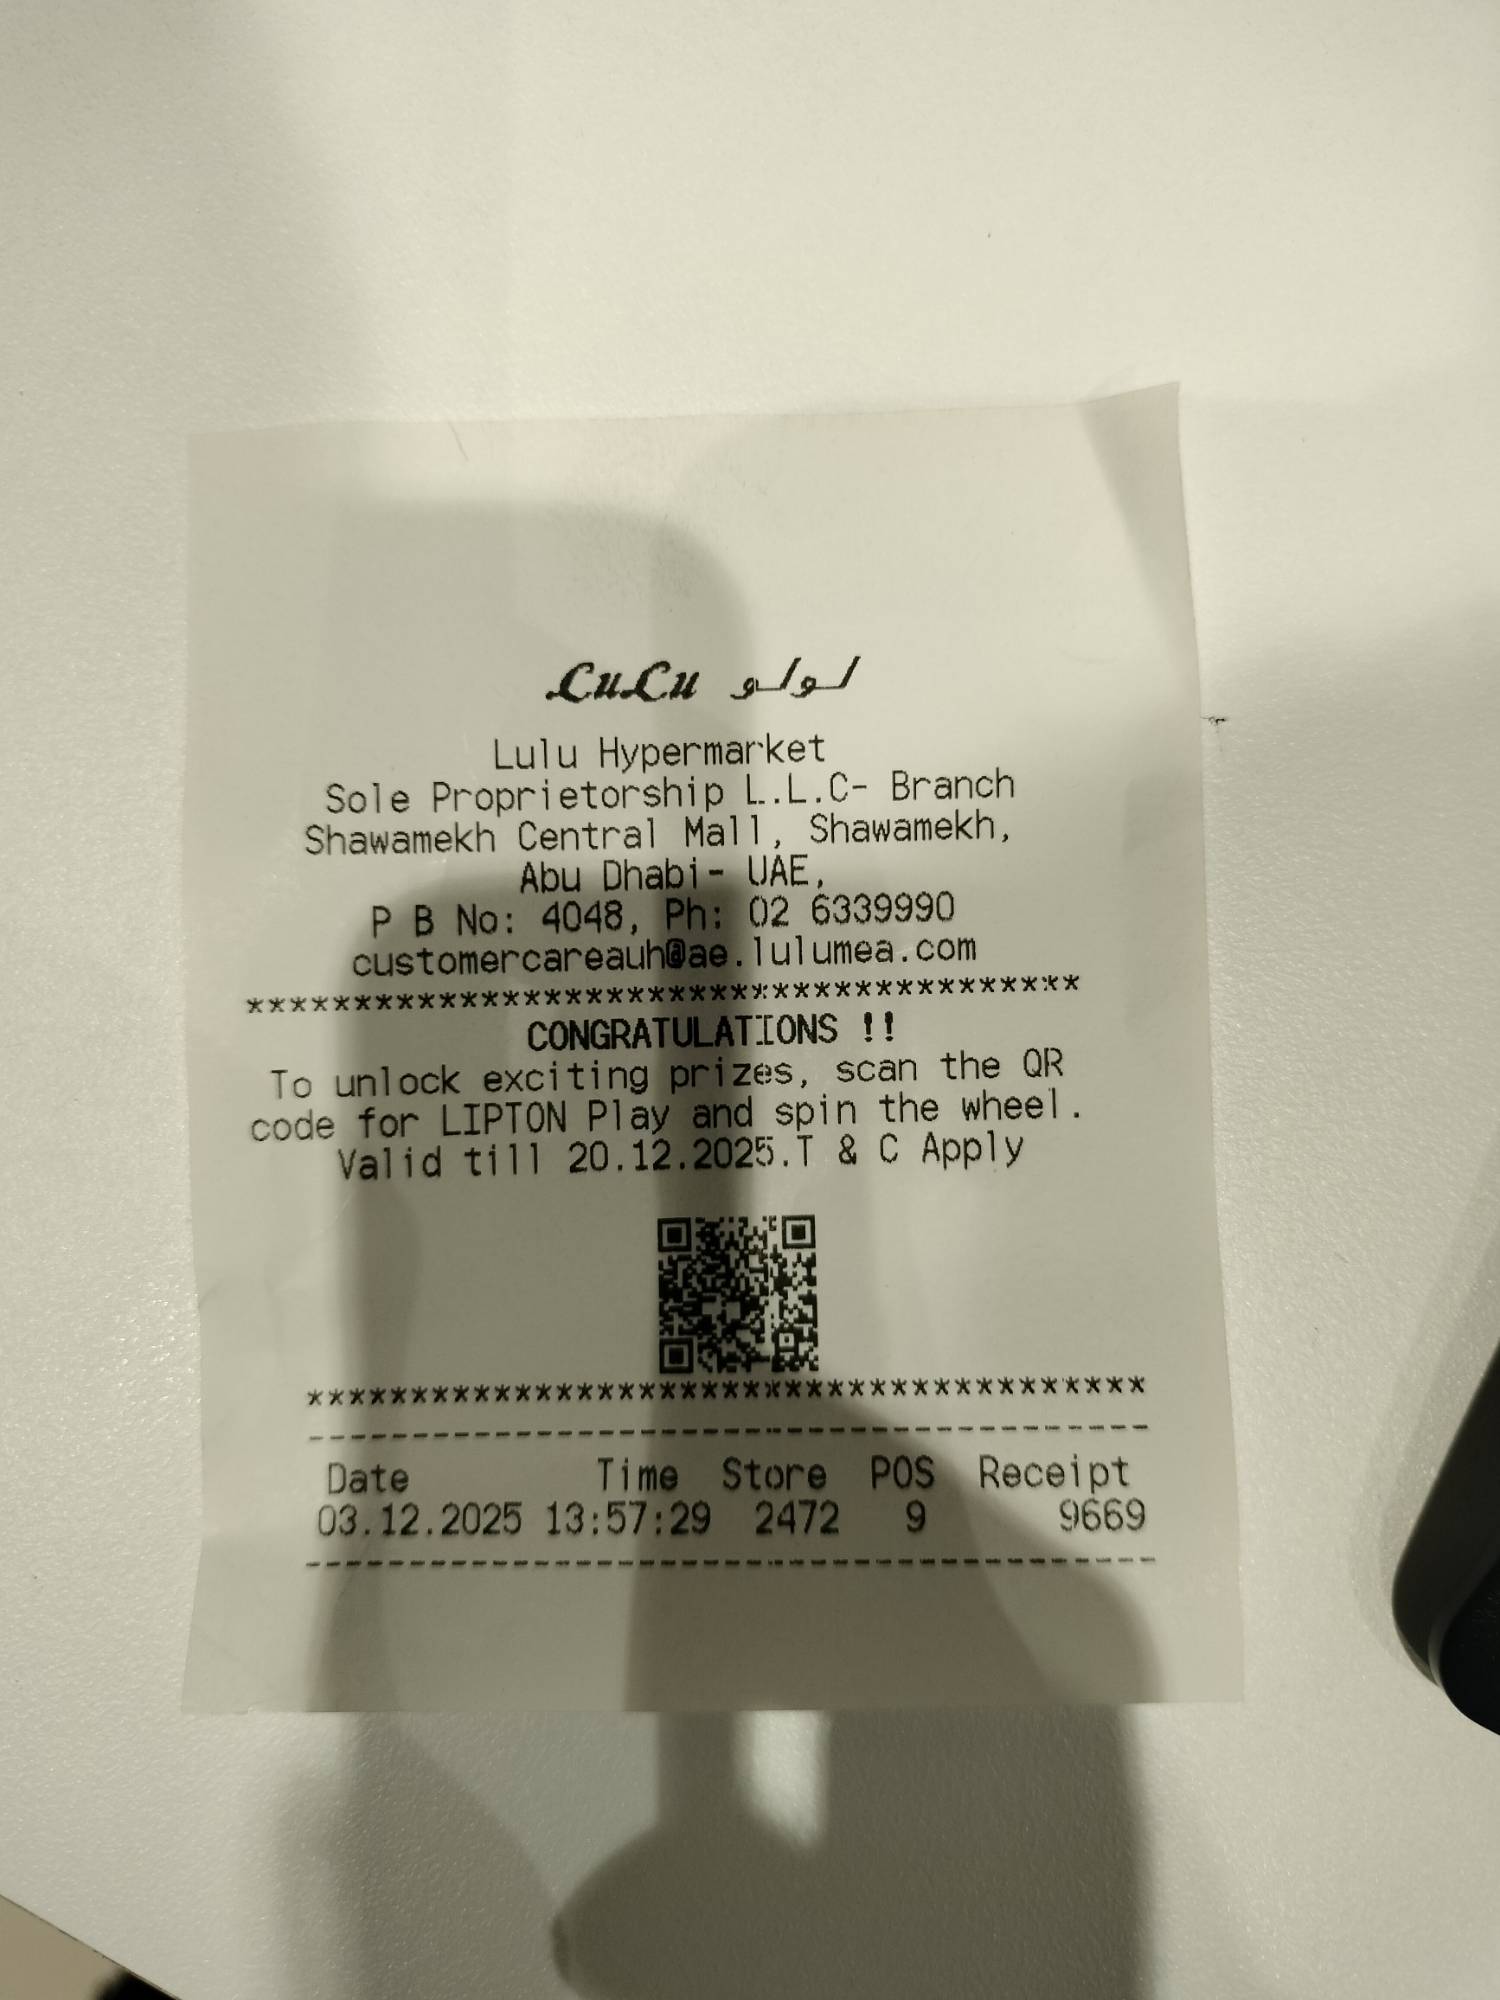 LuLu لولو
Lulu Hypermarket
Sole Proprietorship L.L.C- Branch
Shawamekh Central Mall, Shawamekh,
Abu Dhabi- UAE,
P B No: 4048, Ph: 02 6339990
customercareauh@ae.lulumea.com
****************************************
CONGRATULATIONS !!
To unlock exciting prizes, scan the QR
code for LIPTON Play and spin the wheel.
Valid till 20.12.2025.T & C Apply
****************************************
----------------------------------------
Date Time Store POS Receipt
03.12.2025 13:57:29 2472 9 9669
----------------------------------------